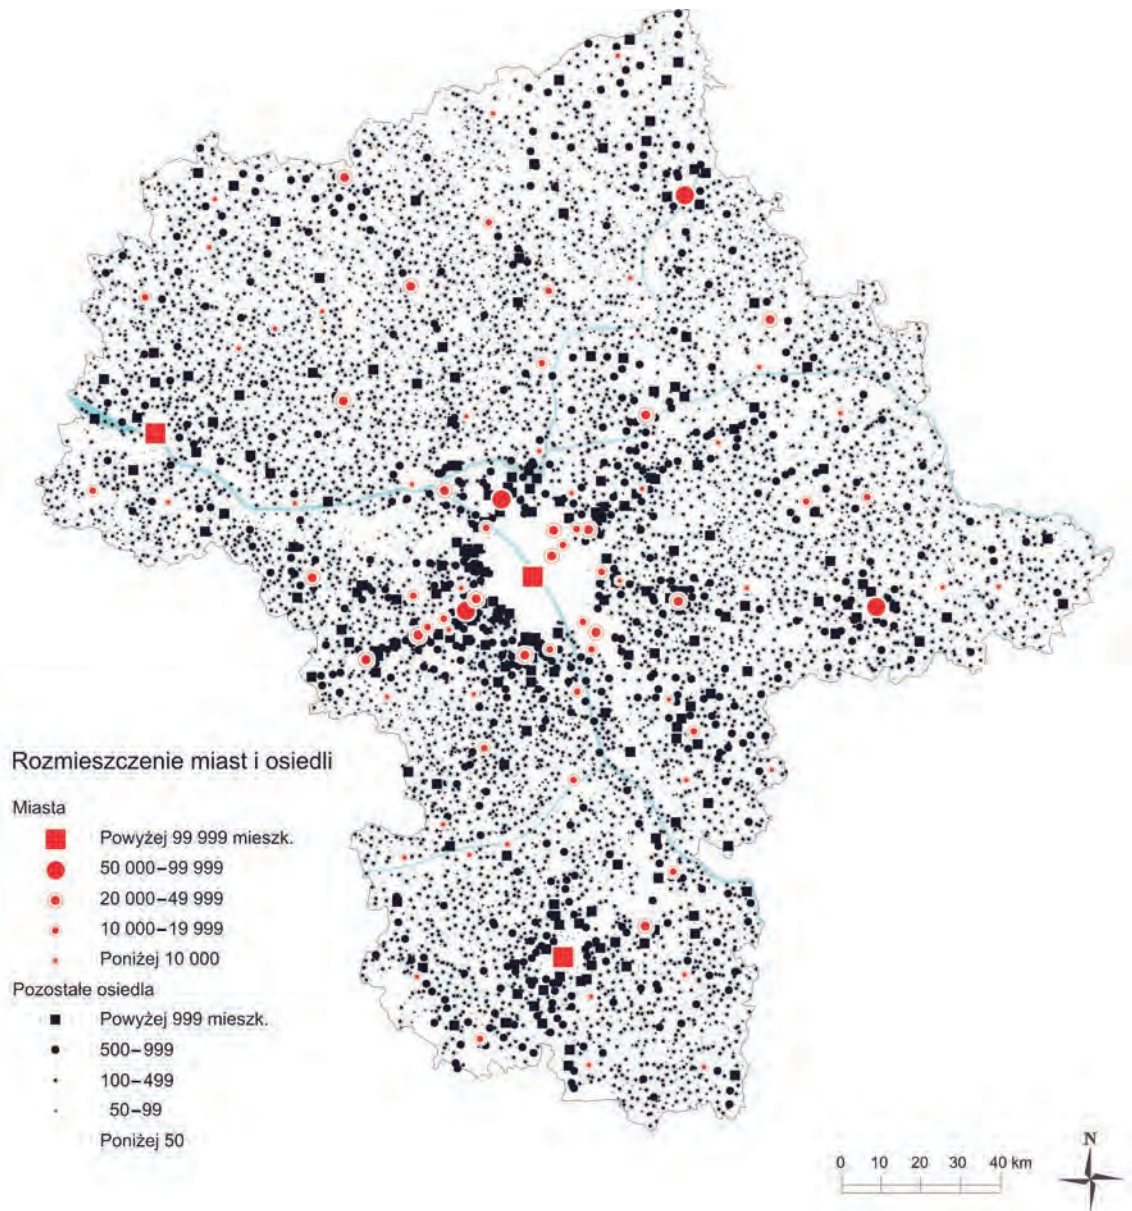 Rozmieszczenie miast i osiedli
Miasta
Powyżej 99 999 mieszk.
50 000–99 999
20 000–49 999
10 000–19 999
Poniżej 10 000
Pozostałe osiedla
Powyżej 999 mieszk.
500–999
100–499
50–99
Poniżej 50
N
0 10 20 30 40 km